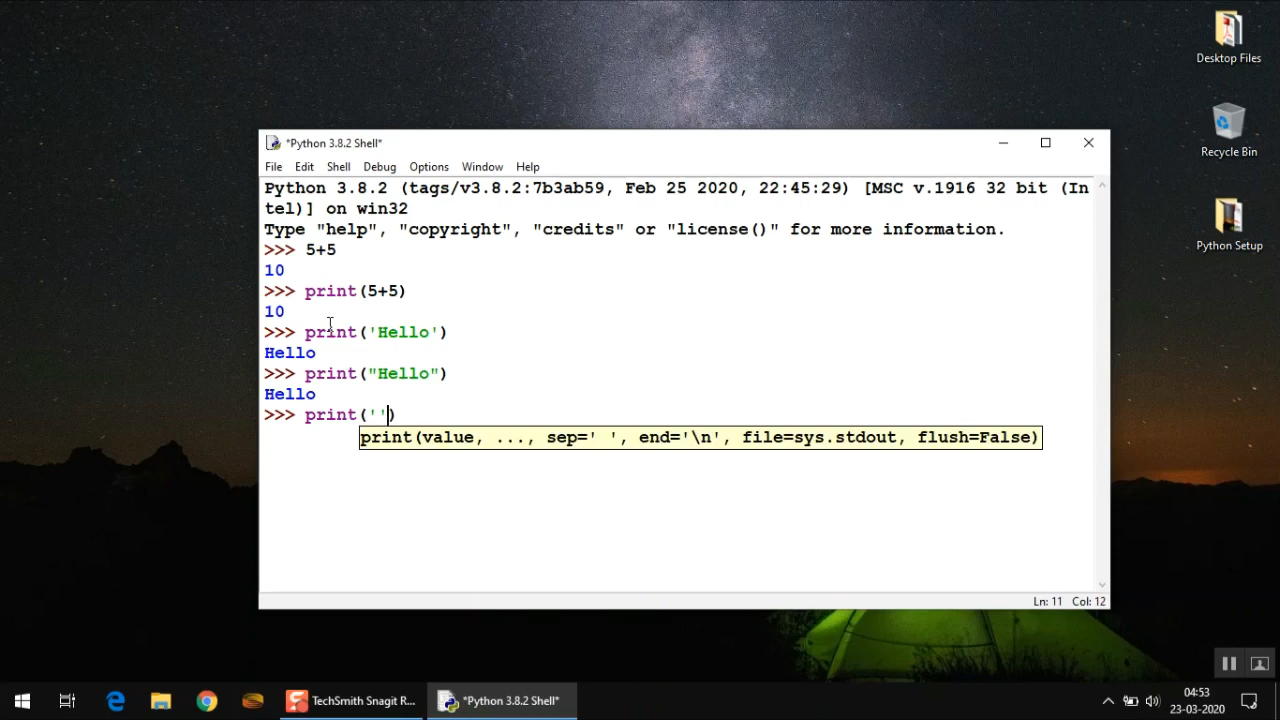 Desktop Files
*Python 3.8.2 Shell*
File Edit Shell Debug Options Window Help
Recycle Bin
Python 3.8.2 (tags/v3.8.2:7b3ab59, Feb 25 2020, 22:45:29) [MSC v.1916 32 bit (In
tel)] on win32
Type "help", "copyright", "credits" or "license()" for more information.
>>> 5+5
10
>>> print(5+5)
10
>>> print('Hello')
Hello
>>> print("Hello")
Hello
>>> print('')
print(value, ..., sep=' ', end='\n', file=sys.stdout, flush=False)
Python Setup
Ln: 11 Col: 12
TechSmith Snagit R...
*Python 3.8.2 Shell*
04:53
23-03-2020